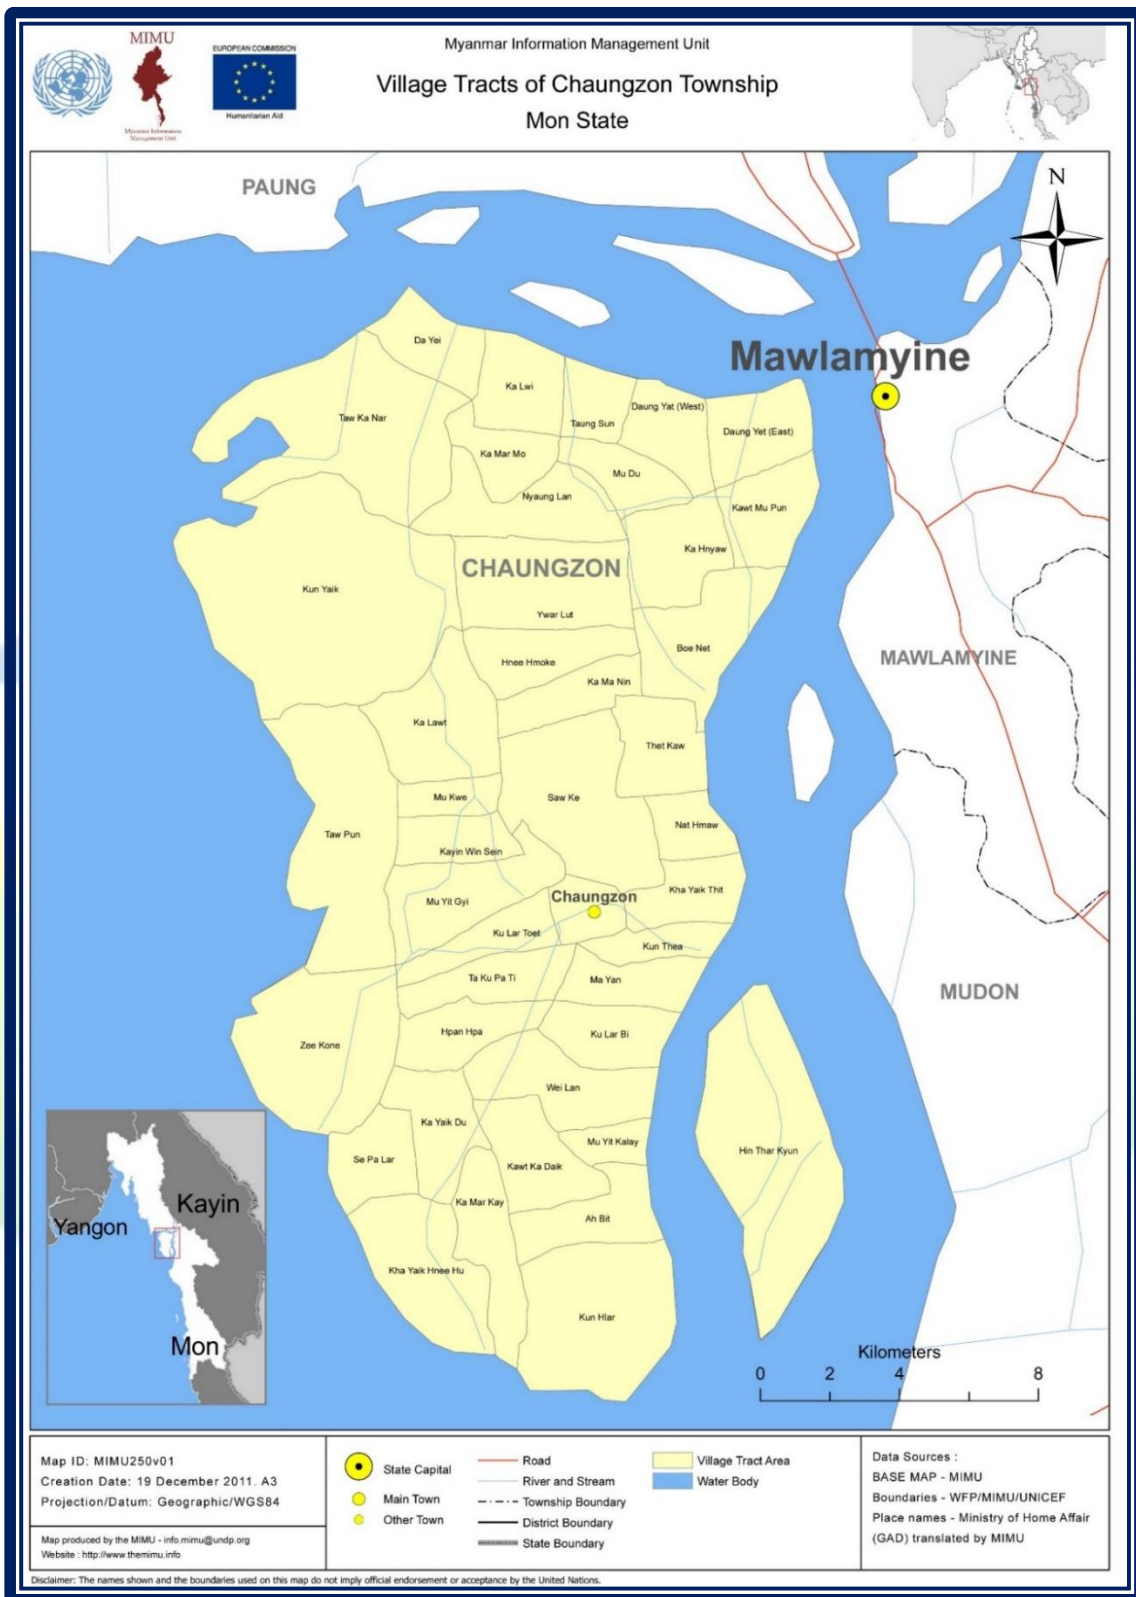 MIMU
Myanmar Information
Management Unit
EUROPEAN COMMISSION
Humanitarian Aid
Myanmar Information Management Unit
Village Tracts of Chaungzon Township
Mon State
PAUNG
N
Mawlamyine
Da Yei
Ka Lwi
Taw Ka Nar
Taung Sun
Daung Yat (West)
Daung Yet (East)
Ka Mar Mo
Mu Du
Nyaung Lan
Kawt Mu Pun
Ka Hnyaw
CHAUNGZON
Kun Yaik
Ywar Lut
Boe Net
MAWLAMYINE
Hnee Hmoke
Ka Ma Nin
Ka Lawt
Thet Kaw
Mu Kwe
Saw Ke
Taw Pun
Nat Hmaw
Kayin Win Sein
Kha Yaik Thit
Mu Yit Gyi
Chaungzon
Ku Lar Toet
Kun Thea
Ta Ku Pa Ti
Ma Yan
MUDON
Hpan Hpa
Ku Lar Bi
Zee Kone
Wei Lan
Ka Yaik Du
Mu Yit Kalay
Hin Thar Kyun
Se Pa Lar
Kawt Ka Daik
Ka Mar Kay
Ah Bit
Kha Yaik Hnee Hu
Kun Hlar
Kayin
Yangon
Mon
Kilometers
0 2 4 8
Map ID: MIMU250v01
Creation Date: 19 December 2011. A3
Projection/Datum: Geographic/WGS84
Map produced by the MIMU - info.mimu@undp.org
Website : http://www.themimu.info
State Capital
Main Town
Other Town
Road
River and Stream
Township Boundary
District Boundary
State Boundary
Village Tract Area
Water Body
Data Sources :
BASE MAP - MIMU
Boundaries - WFP/MIMU/UNICEF
Place names - Ministry of Home Affair
(GAD) translated by MIMU
Disclaimer: The names shown and the boundaries used on this map do not imply official endorsement or acceptance by the United Nations.